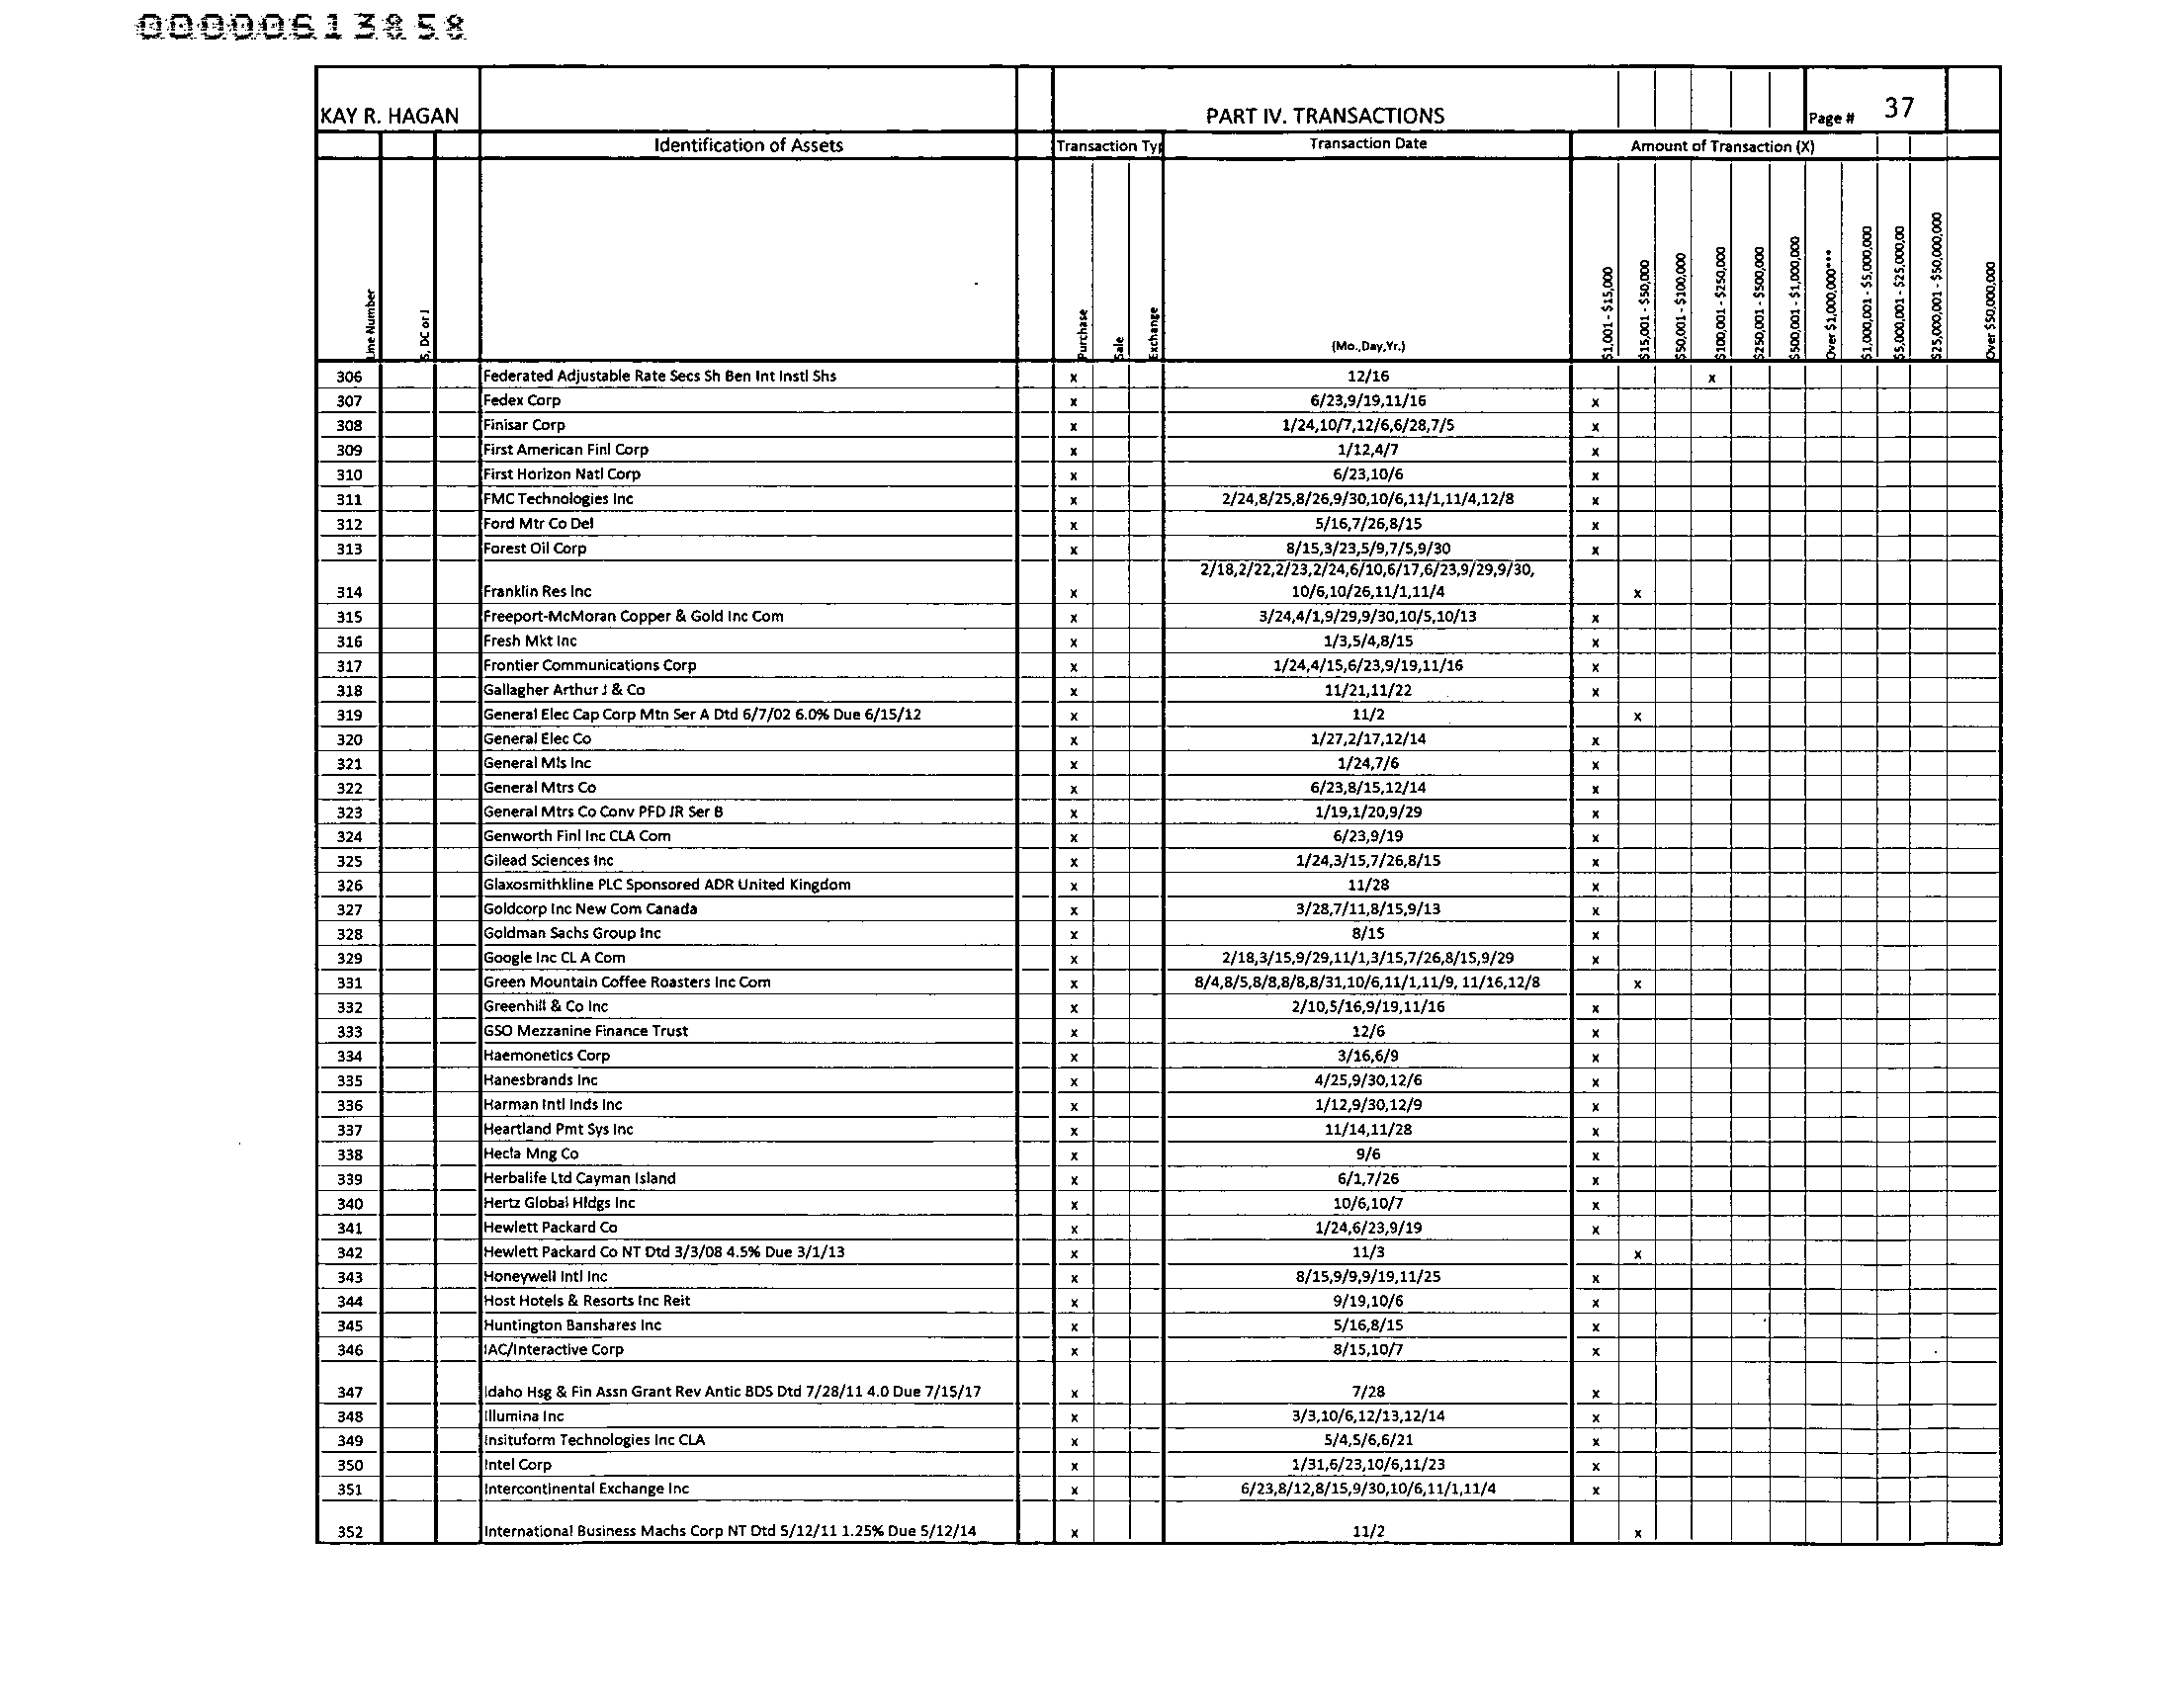 00000613858
KAY R. HAGAN PART IV. TRANSACTIONS Page # 37
Identification of Assets Transaction Typ Transaction Date Amount of Transaction (X)
Line Number S, DC or J Purchase Sale Exchange (Mo.,Day,Yr.) $1,001 - $15,000 $15,001 - $50,000 $50,001 - $100,000 $100,001 - $250,000 $250,001 - $500,000 $500,001 - $1,000,000 Over $1,000,000*** $1,000,001 - $5,000,000 $5,000,001 - $25,000,00 $25,000,001 - $50,000,000 Over $50,000,000
306 Federated Adjustable Rate Secs Sh Ben Int Instl Shs x 12/16 x
307 Fedex Corp x 6/23,9/19,11/16 x
308 Finisar Corp x 1/24,10/7,12/6,6/28,7/5 x
309 First American Finl Corp x 1/12,4/7 x
310 First Horizon Natl Corp x 6/23,10/6 x
311 FMC Technologies Inc x 2/24,8/25,8/26,9/30,10/6,11/1,11/4,12/8 x
312 Ford Mtr Co Del x 5/16,7/26,8/15 x
313 Forest Oil Corp x 8/15,3/23,5/9,7/5,9/30 x
2/18,2/22,2/23,2/24,6/10,6/17,6/23,9/29,9/30,
314 Franklin Res Inc x 10/6,10/26,11/1,11/4 x
315 Freeport-McMoran Copper & Gold Inc Com x 3/24,4/1,9/29,9/30,10/5,10/13 x
316 Fresh Mkt Inc x 1/3,5/4,8/15 x
317 Frontier Communications Corp x 1/24,4/15,6/23,9/19,11/16 x
318 Gallagher Arthur J & Co x 11/21,11/22 x
319 General Elec Cap Corp Mtn Ser A Dtd 6/7/02 6.0% Due 6/15/12 x 11/2 x
320 General Elec Co x 1/27,2/17,12/14 x
321 General Mls Inc x 1/24,7/6 x
322 General Mtrs Co x 6/23,8/15,12/14 x
323 General Mtrs Co Conv PFD JR Ser B x 1/19,1/20,9/29 x
324 Genworth Finl Inc CLA Com x 6/23,9/19 x
325 Gilead Sciences Inc x 1/24,3/15,7/26,8/15 x
326 Glaxosmithkline PLC Sponsored ADR United Kingdom x 11/28 x
327 Goldcorp Inc New Com Canada x 3/28,7/11,8/15,9/13 x
328 Goldman Sachs Group Inc x 8/15 x
329 Google Inc CL A Com x 2/18,3/15,9/29,11/1,3/15,7/26,8/15,9/29 x
331 Green Mountain Coffee Roasters Inc Com x 8/4,8/5,8/8,8/8,8/31,10/6,11/1,11/9, 11/16,12/8 x
332 Greenhill & Co Inc x 2/10,5/16,9/19,11/16 x
333 GSO Mezzanine Finance Trust x 12/6 x
334 Haemonetics Corp x 3/16,6/9 x
335 Hanesbrands Inc x 4/25,9/30,12/6 x
336 Harman Intl Inds Inc x 1/12,9/30,12/9 x
337 Heartland Pmt Sys Inc x 11/14,11/28 x
338 Hecla Mng Co x 9/6 x
339 Herbalife Ltd Cayman Island x 6/1,7/26 x
340 Hertz Global Hldgs Inc x 10/6,10/7 x
341 Hewlett Packard Co x 1/24,6/23,9/19 x
342 Hewlett Packard Co NT Dtd 3/3/08 4.5% Due 3/1/13 x 11/3 x
343 Honeywell Intl Inc x 8/15,9/9,9/19,11/25 x
344 Host Hotels & Resorts Inc Reit x 9/19,10/6 x
345 Huntington Banshares Inc x 5/16,8/15 x
346 IAC/Interactive Corp x 8/15,10/7 x
347 Idaho Hsg & Fin Assn Grant Rev Antic BDS Dtd 7/28/11 4.0 Due 7/15/17 x 7/28 x
348 Illumina Inc x 3/3,10/6,12/13,12/14 x
349 Insituform Technologies Inc CLA x 5/4,5/6,6/21 x
350 Intel Corp x 1/31,6/23,10/6,11/23 x
351 Intercontinental Exchange Inc x 6/23,8/12,8/15,9/30,10/6,11/1,11/4 x
352 International Business Machs Corp NT Dtd 5/12/11 1.25% Due 5/12/14 x 11/2 x